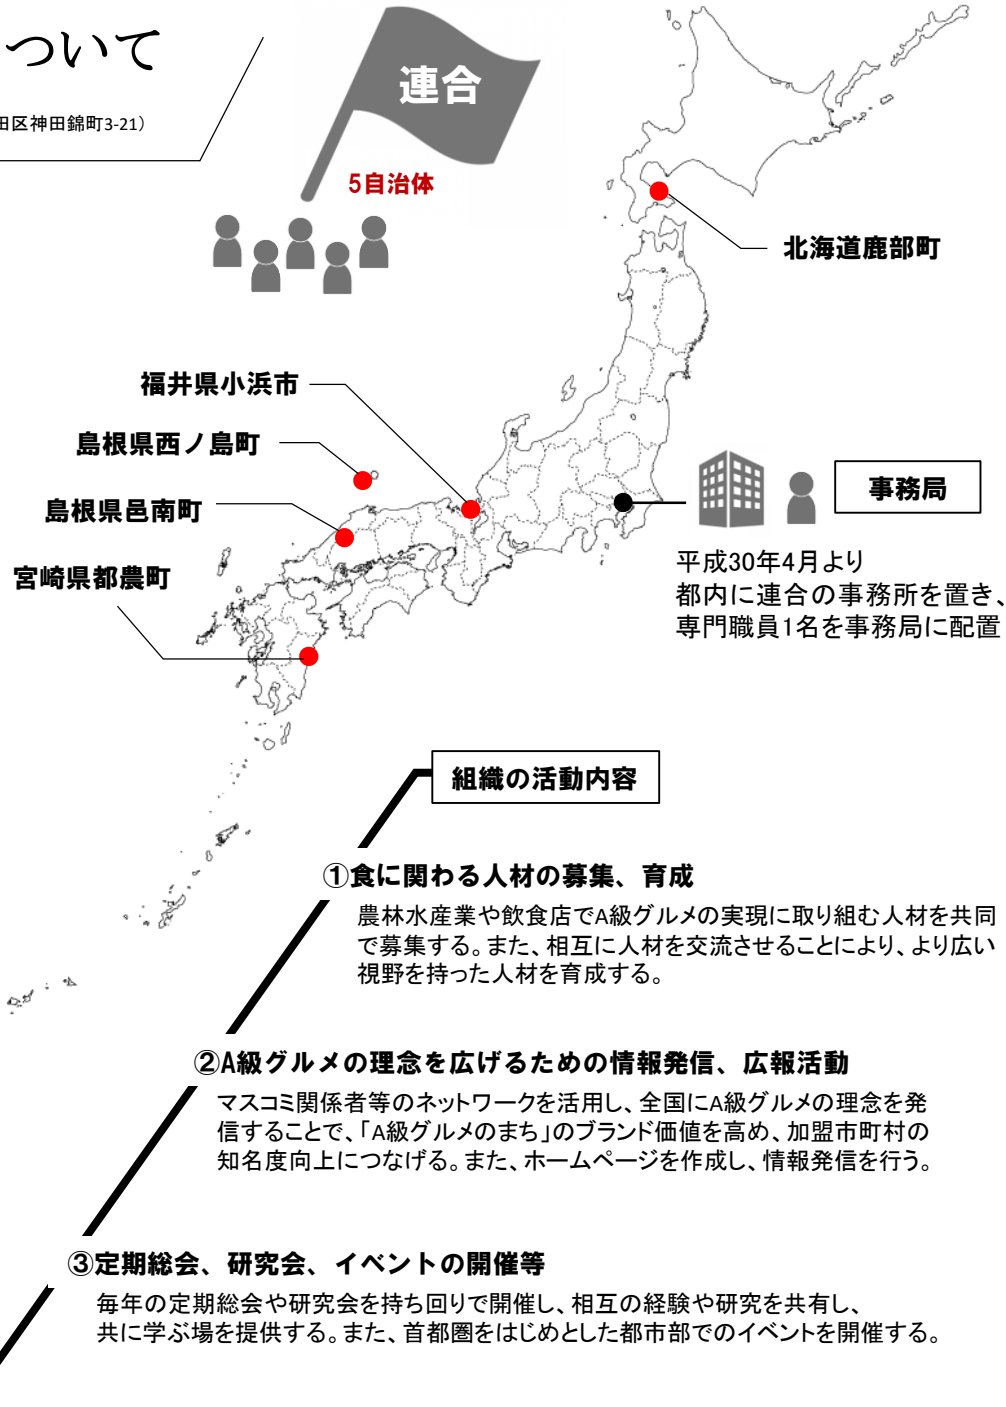 ついて
田区神田錦町3-21）
連合
5自治体
北海道鹿部町
福井県小浜市
島根県西ノ島町
島根県邑南町
宮崎県都農町
事務局
平成30年4月より
都内に連合の事務所を置き、
専門職員1名を事務局に配置
組織の活動内容
①食に関わる人材の募集、育成
農林水産業や飲食店でA級グルメの実現に取り組む人材を共同
で募集する。また、相互に人材を交流させることにより、より広い
視野を持った人材を育成する。
②A級グルメの理念を広げるための情報発信、広報活動
マスコミ関係者等のネットワークを活用し、全国にA級グルメの理念を発
信することで、「A級グルメのまち」のブランド価値を高め、加盟市町村の
知名度向上につなげる。また、ホームページを作成し、情報発信を行う。
③定期総会、研究会、イベントの開催等
毎年の定期総会や研究会を持ち回りで開催し、相互の経験や研究を共有し、
共に学ぶ場を提供する。また、首都圏をはじめとした都市部でのイベントを開催する。